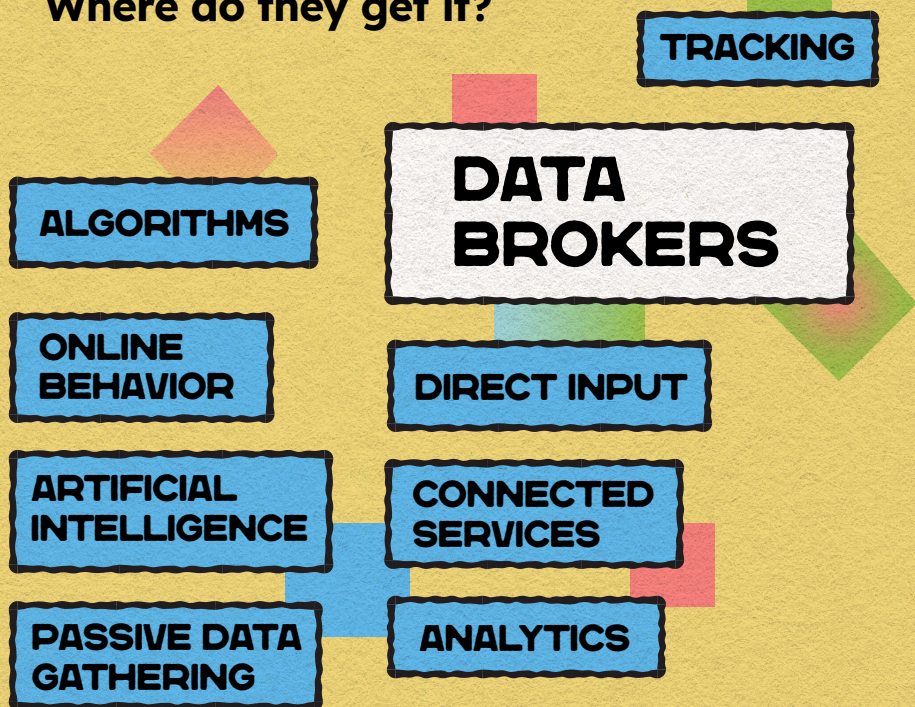 Where do they get it?
TRACKING
DATA
BROKERS
ALGORITHMS
ONLINE
BEHAVIOR
DIRECT INPUT
ARTIFICIAL
INTELLIGENCE
CONNECTED
SERVICES
PASSIVE DATA
GATHERING
ANALYTICS